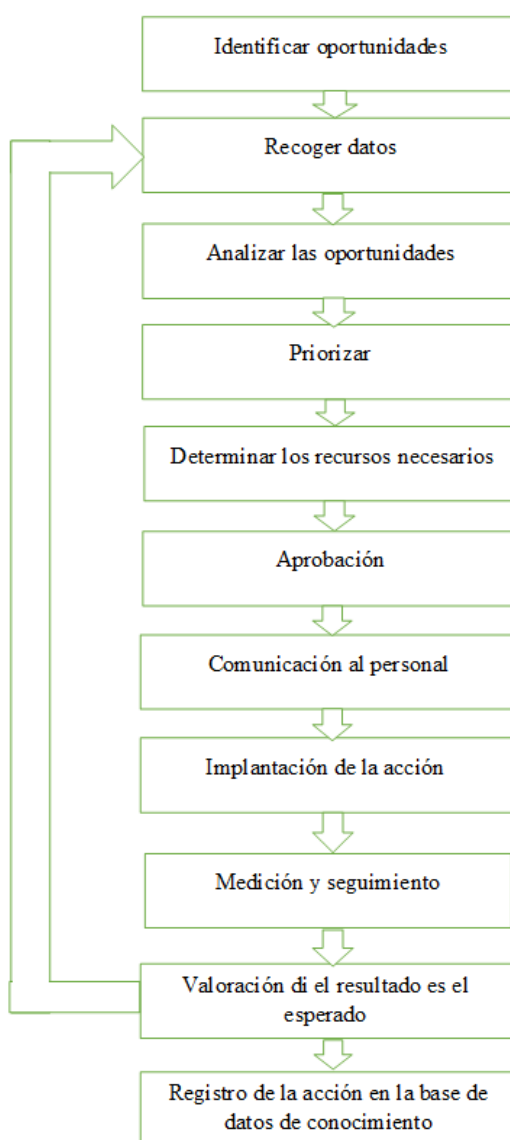 Identificar oportunidades
Recoger datos
Analizar las oportunidades
Priorizar
Determinar los recursos necesarios
Aprobación
Comunicación al personal
Implantación de la acción
Medición y seguimiento
Valoración di el resultado es el
esperado
Registro de la acción en la base de
datos de conocimiento